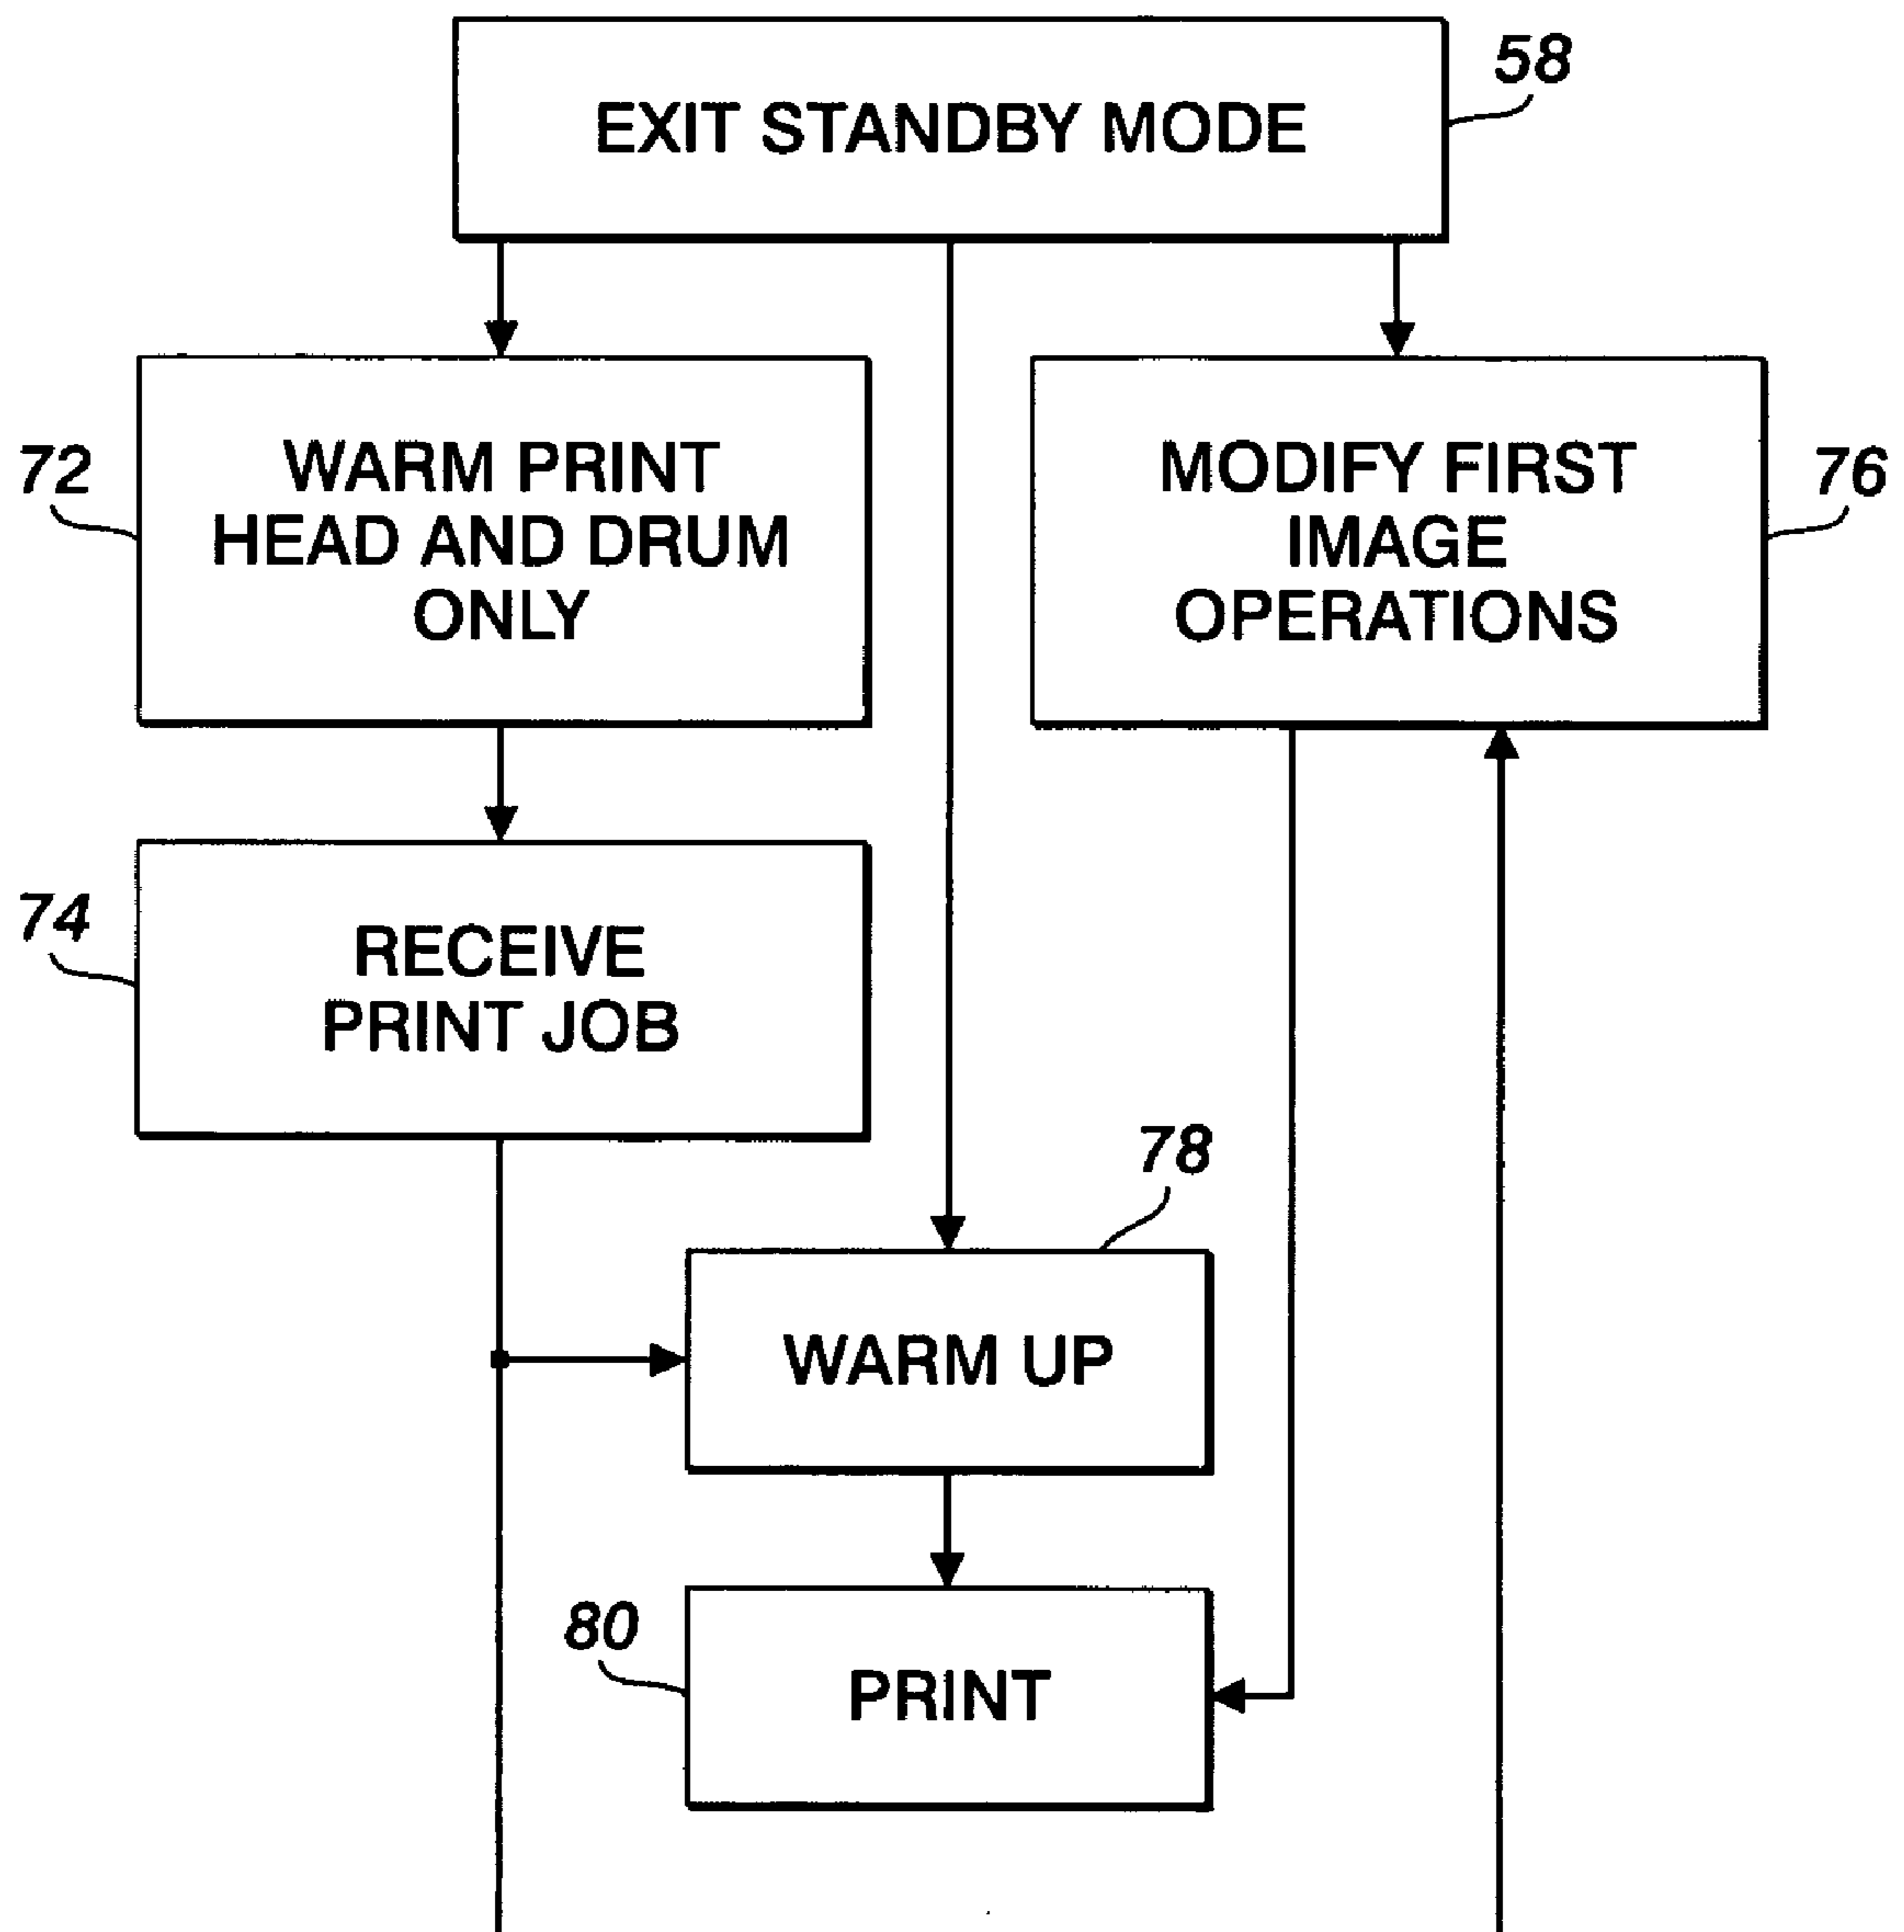 EXIT STANDBY MODE
58
72
WARM PRINT
HEAD AND DRUM
ONLY
MODIFY FIRST
IMAGE
OPERATIONS
76
74
RECEIVE
PRINT JOB
78
WARM UP
80
PRINT